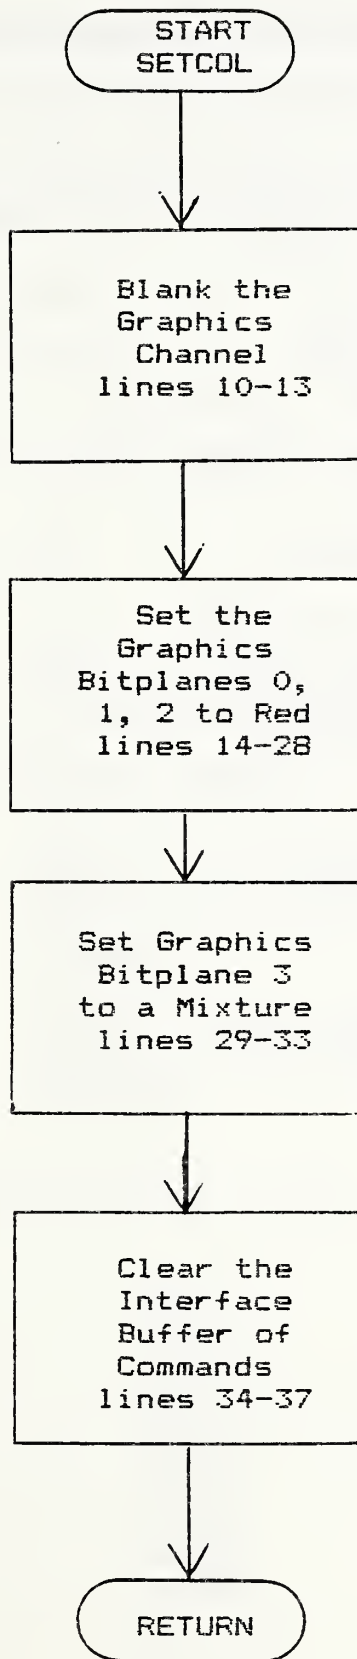 START
SETCOL
Blank the
Graphics
Channel
lines 10-13
Set the
Graphics
Bitplanes 0,
1, 2 to Red
lines 14-28
Set Graphics
Bitplane 3
to a Mixture
lines 29-33
Clear the
Interface
Buffer of
Commands
lines 34-37
RETURN